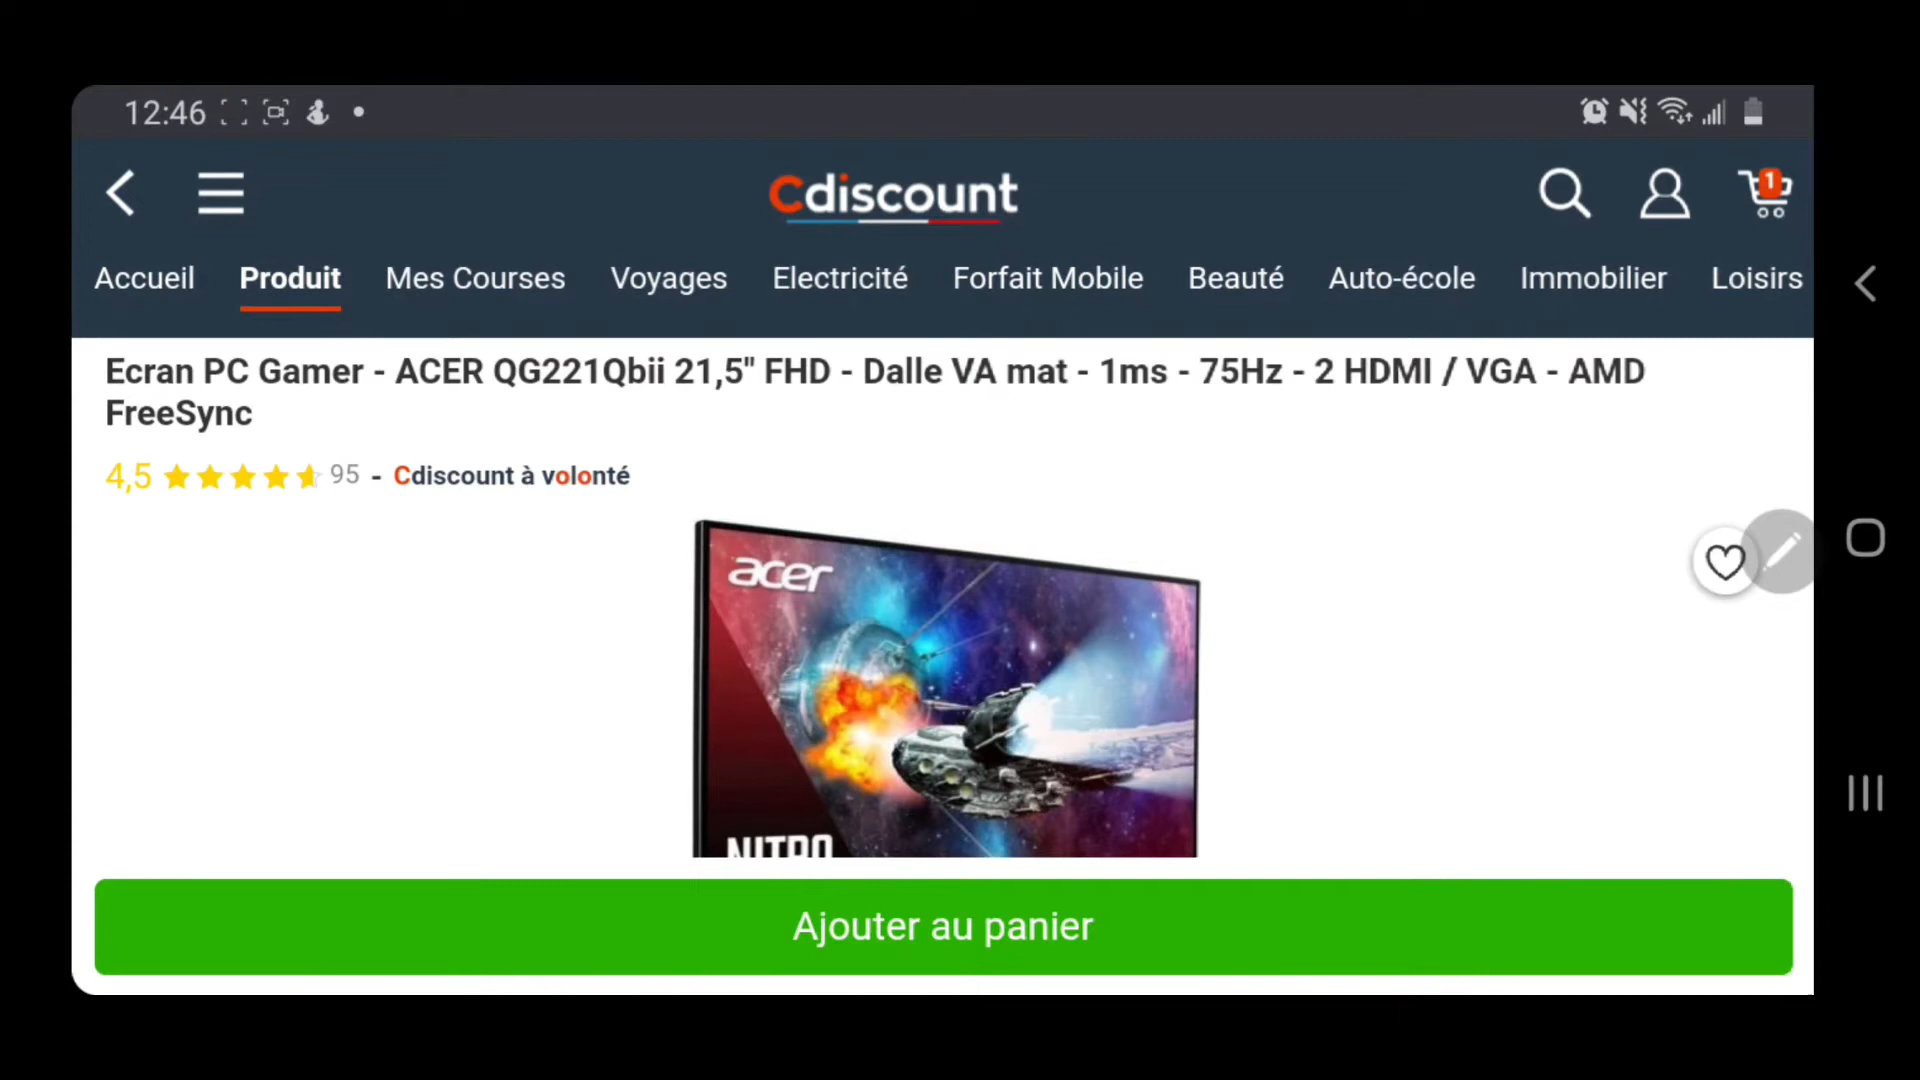 12:46
Cdiscount
1
Accueil Produit Mes Courses Voyages Electricité Forfait Mobile Beauté Auto-école Immobilier Loisirs
Ecran PC Gamer - ACER QG221Qbii 21,5" FHD - Dalle VA mat - 1ms - 75Hz - 2 HDMI / VGA - AMD
FreeSync
4,5 95 - Cdiscount à volonté
acer
NITRO
Ajouter au panier